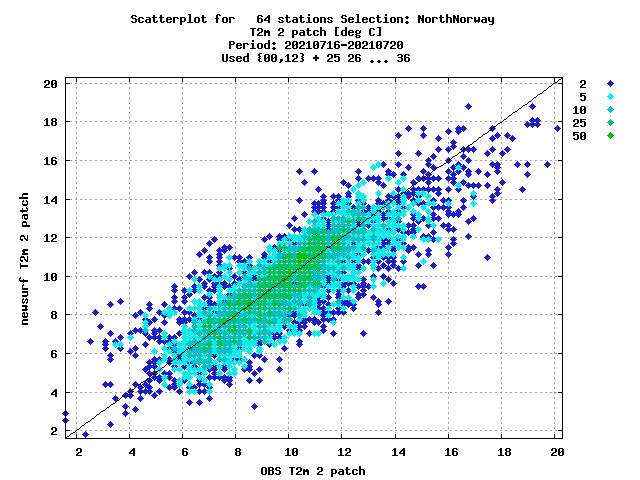 Scatterplot for   64 stations Selection: NorthNorway
T2m 2 patch [deg C]
Period: 20210716-20210720
Used {00,12} + 25 26 ... 36
20
18
16
14
12
10
8
6
4
2
newsurf T2m 2 patch
2 4 6 8 10 12 14 16 18 20
OBS T2m 2 patch
2
5
10
25
50